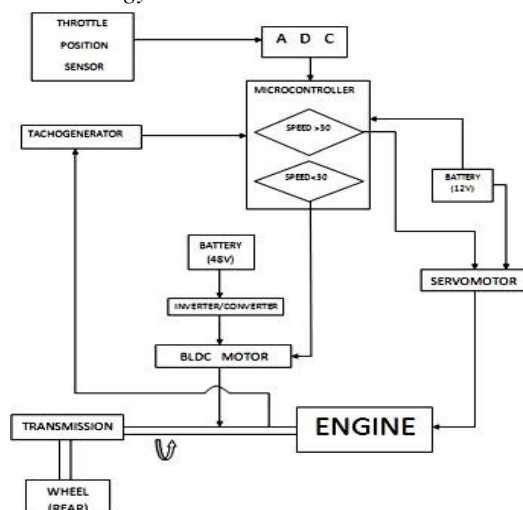 THROTTLE
POSITION
SENSOR
A D C
MICROCONTROLLER
SPEED >30
TACHOGENERATOR
SPEED<30
BATTERY
(12V)
BATTERY
(48V)
SERVOMOTOR
INVERTER/CONVERTER
BLDC MOTOR
TRANSMISSION
ENGINE
WHEEL
(REAR)